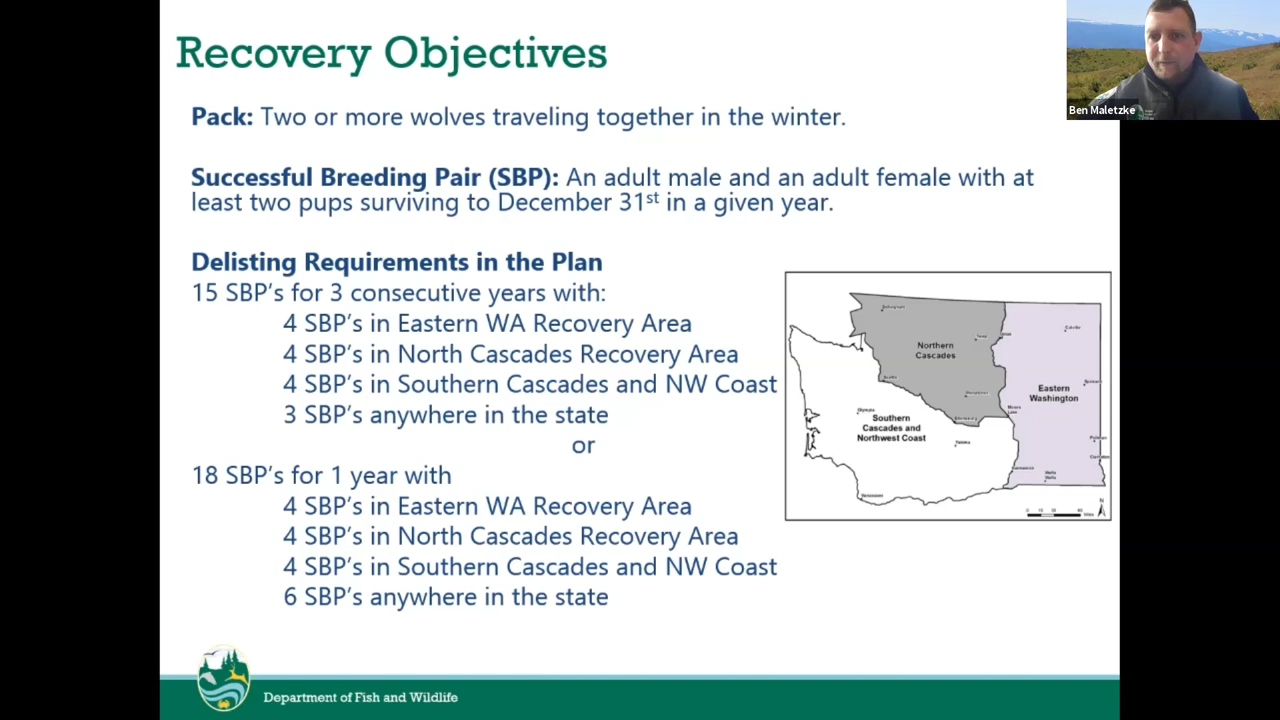 Recovery Objectives
Ben Maletzke
Pack: Two or more wolves traveling together in the winter.
Successful Breeding Pair (SBP): An adult male and an adult female with at
least two pups surviving to December 31st in a given year.
Delisting Requirements in the Plan
15 SBP's for 3 consecutive years with:
4 SBP's in Eastern WA Recovery Area
4 SBP's in North Cascades Recovery Area
4 SBP's in Southern Cascades and NW Coast
3 SBP's anywhere in the state
or
18 SBP's for 1 year with
4 SBP's in Eastern WA Recovery Area
4 SBP's in North Cascades Recovery Area
4 SBP's in Southern Cascades and NW Coast
6 SBP's anywhere in the state
Northern
Cascades
Eastern
Washington
Olympia
Southern
Cascades and
Northwest Coast
Yakima
N
Department of Fish and Wildlife